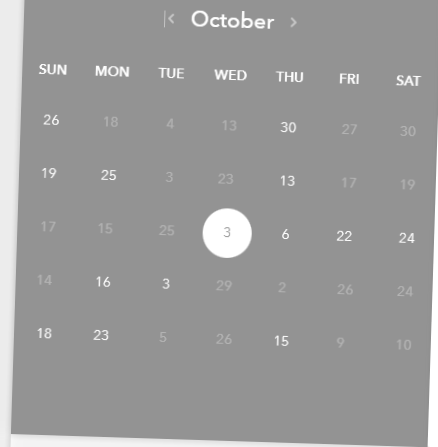 |< October >
SUN MON TUE WED THU FRI SAT
26 18 4 13 30 27 30
19 25 3 23 13 17 19
17 15 25 3 6 22 24
14 16 3 29 2 26 24
18 23 5 26 15 9 10